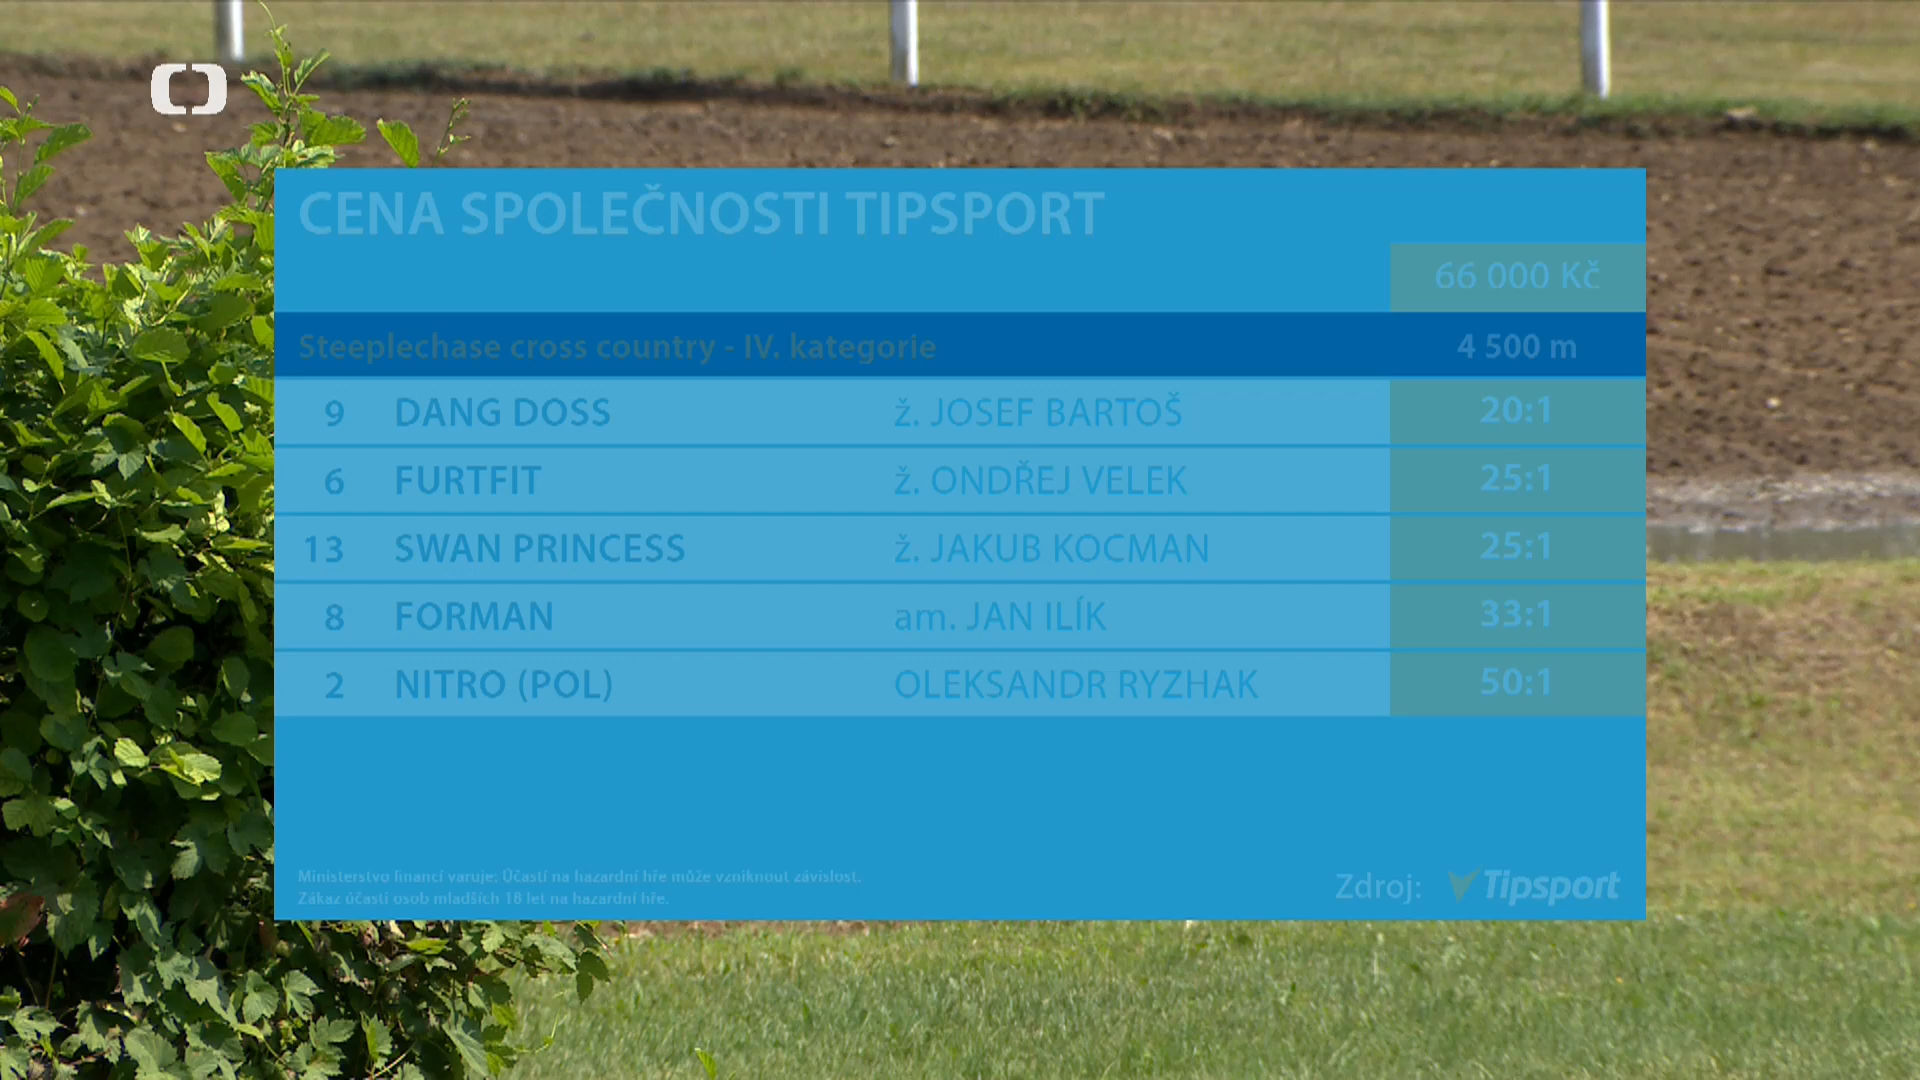 CENA SPOLEČNOSTI TIPSPORT
66 000 Kč
Steeplechase cross country - IV. kategorie 4 500 m
9 DANG DOSS ž. JOSEF BARTOŠ 20:1
6 FURTFIT ž. ONDŘEJ VELEK 25:1
13 SWAN PRINCESS ž. JAKUB KOCMAN 25:1
8 FORMAN am. JAN ILÍK 33:1
2 NITRO (POL) OLEKSANDR RYZHAK 50:1
Ministerstvo financí varuje: Účastí na hazardní hře může vzniknout závislost.
Zákaz účasti osob mladších 18 let na hazardní hře.
Zdroj: Tipsport